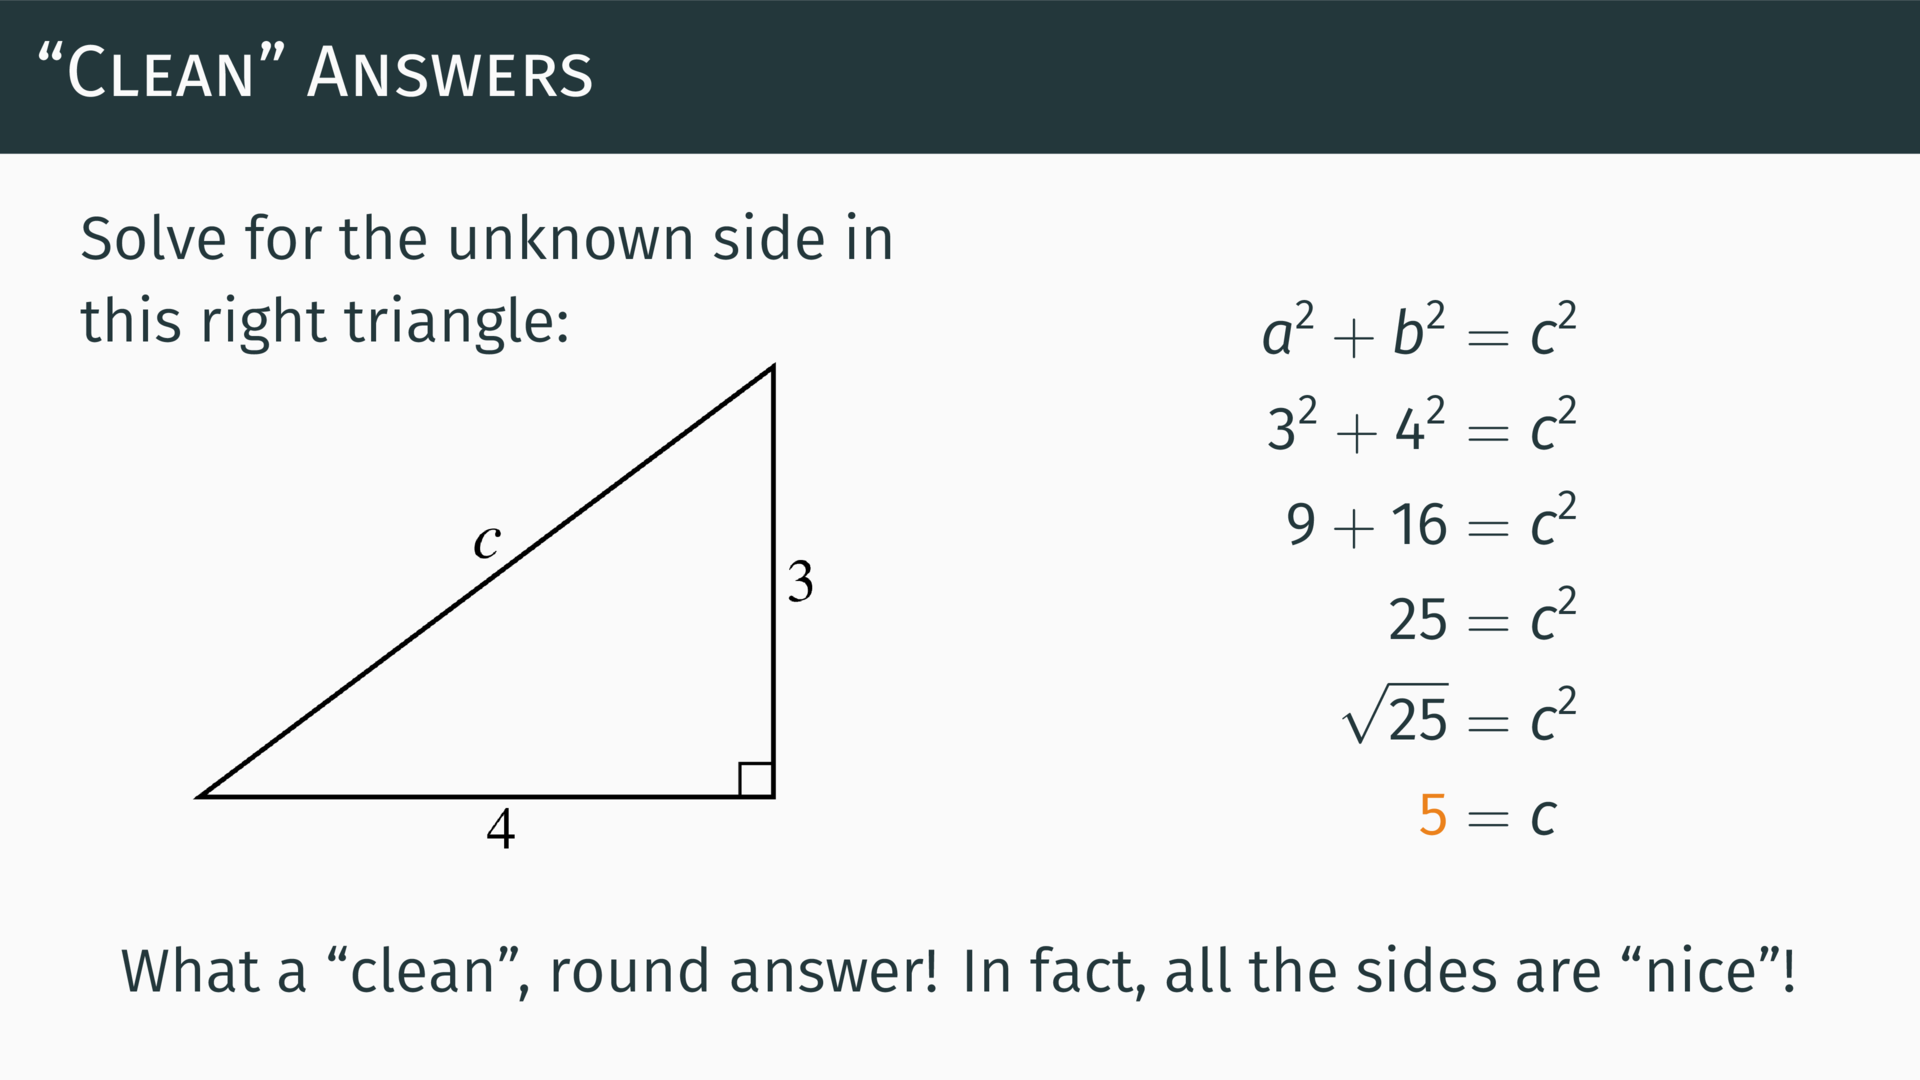 “Clean” Answers
Solve for the unknown side in
this right triangle:
c
3
4
a² + b² = c²
3² + 4² = c²
9 + 16 = c²
25 = c²
√25 = c²
5 = c
What a “clean”, round answer! In fact, all the sides are “nice”!